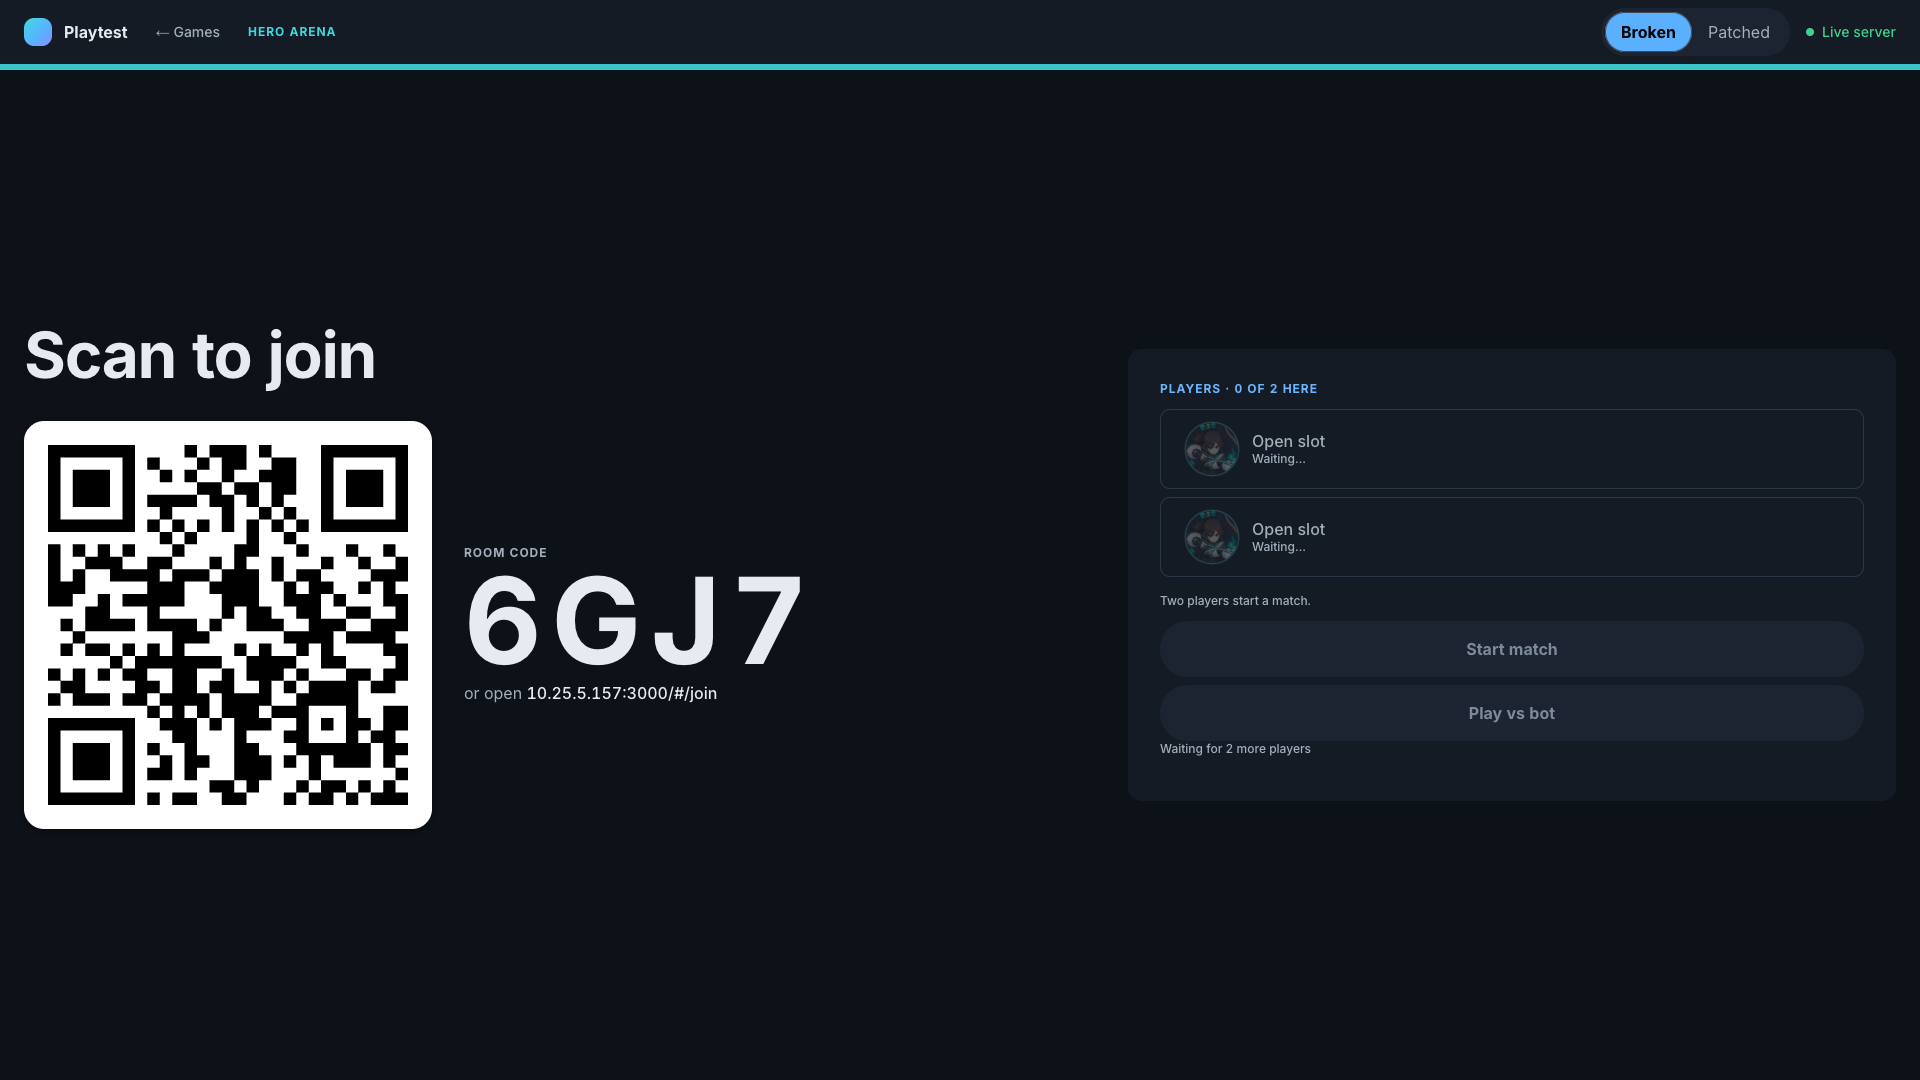 Playtest
← Games
HERO ARENA
Broken
Patched
Live server
Scan to join
ROOM CODE
6GJ7
or open 10.25.5.157:3000/#/join
PLAYERS · 0 OF 2 HERE
Open slot
Waiting...
Open slot
Waiting...
Two players start a match.
Start match
Play vs bot
Waiting for 2 more players